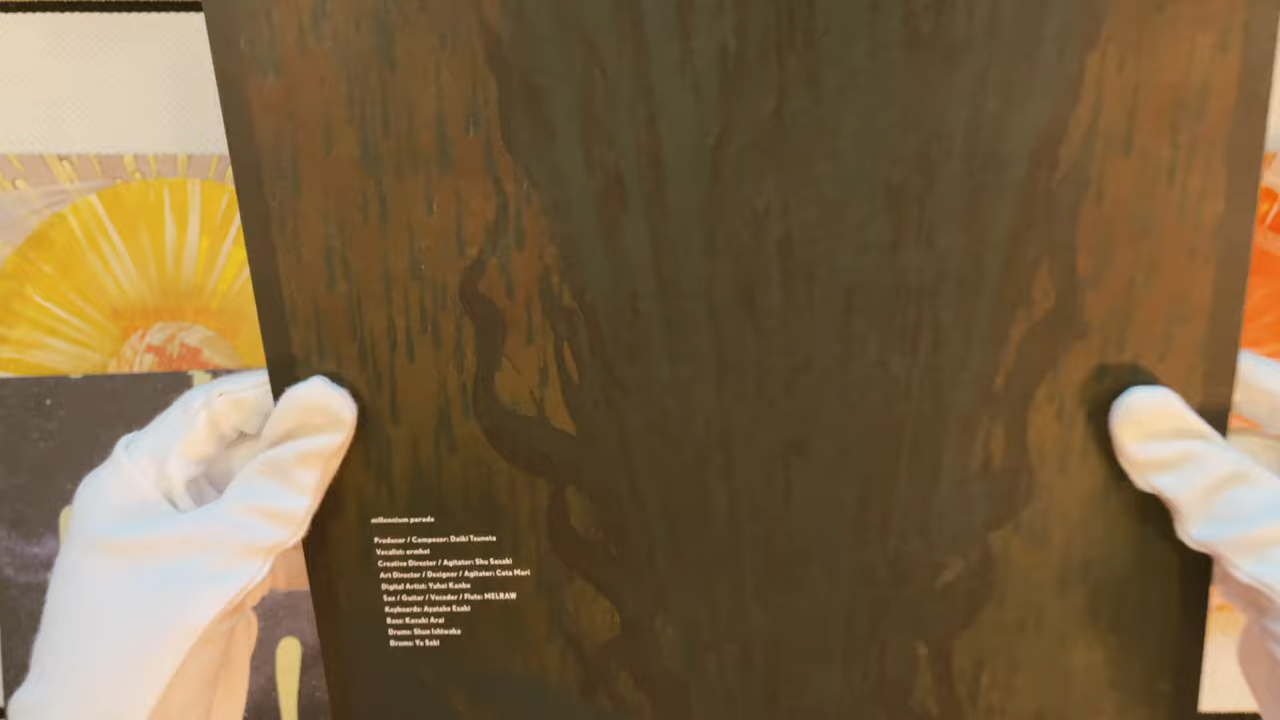 millennium parade
Producer / Composer: Daiki Tsuneta
Vocalist: ermhoi
Creative Director / Agitator: Shu Sasaki
Art Director / Designer / Agitator: Cota Mori
Digital Artist: Yuhei Kanbe
Sax / Guitar / Vocoder / Flute: MELRAW
Keyboards: Ayatake Ezaki
Bass: Kazuki Arai
Drums: Shun Ishiwaka
Drums: Yu Seki